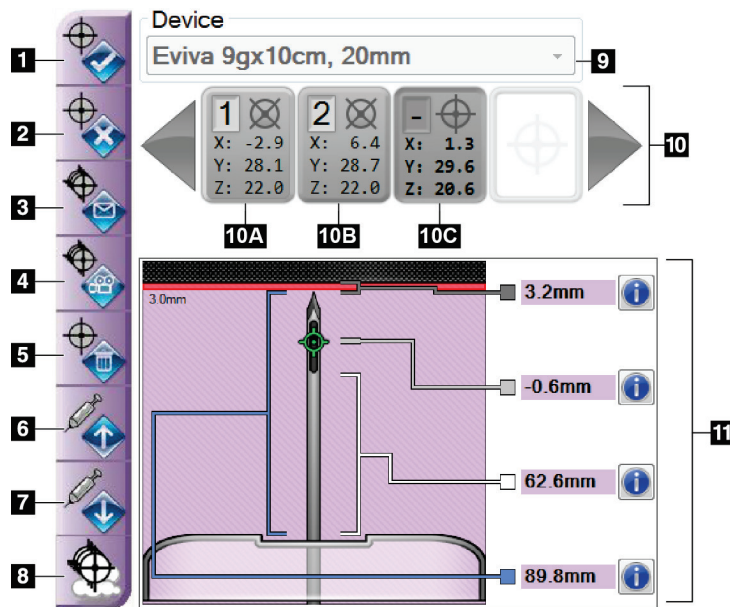 Device
Eviva 9gx10cm, 20mm
1
2
3
4
5
6
7
8
9
1
X: -2.9
Y: 28.1
Z: 22.0
2
X: 6.4
Y: 28.7
Z: 22.0
-
X: 1.3
Y: 29.6
Z: 20.6
10
10A
10B
10C
3.0mm
3.2mm
-0.6mm
62.6mm
89.8mm
11